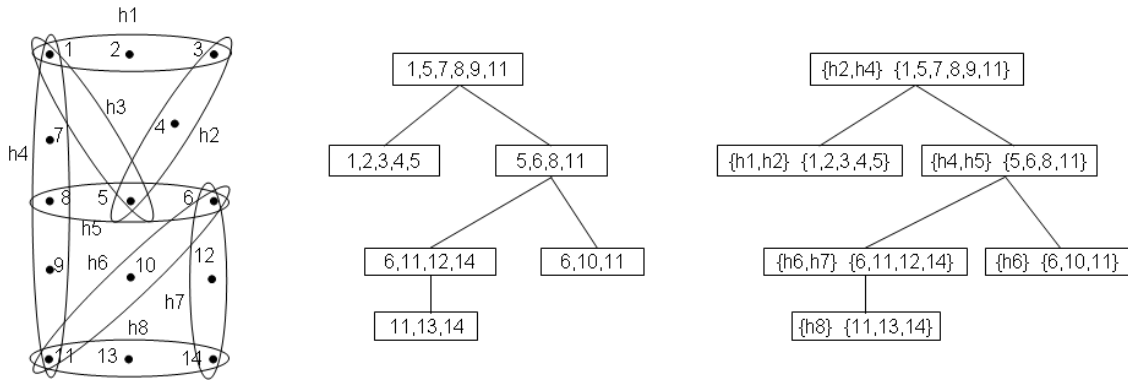 h1
1 2 3
h3
4 h2
h4 7
8 5 6
h5
9 h6 10 12
h7
h8
11 13 14
1,5,7,8,9,11
1,2,3,4,5 5,6,8,11
6,11,12,14 6,10,11
11,13,14
{h2,h4} {1,5,7,8,9,11}
{h1,h2} {1,2,3,4,5} {h4,h5} {5,6,8,11}
{h6,h7} {6,11,12,14} {h6} {6,10,11}
{h8} {11,13,14}